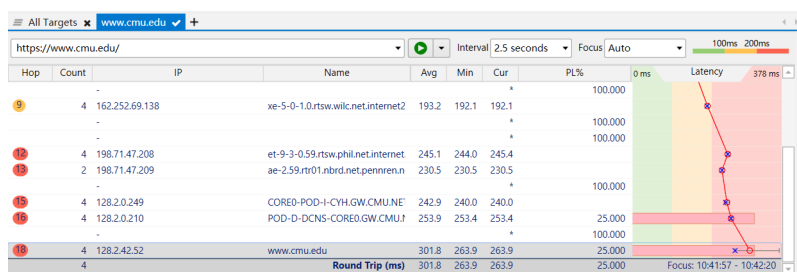 All Targets x www.cmu.edu +
https://www.cmu.edu/ Interval 2.5 seconds Focus Auto 100ms 200ms
Hop Count IP Name Avg Min Cur PL% 0 ms Latency 378 ms
- * 100.000
9 4 162.252.69.138 xe-5-0-1.0.rtsw.wilc.net.internet2 193.2 192.1 192.1
- * 100.000
- * 100.000
12 4 198.71.47.208 et-9-3-0.59.rtsw.phil.net.internet. 245.1 244.0 245.4
13 2 198.71.47.209 ae-2.59.rtr01.nbrd.net.pennren.n 230.5 230.5 230.5
- * 100.000
15 4 128.2.0.249 CORE0-POD-I-CYH.GW.CMU.NE 242.9 240.0 240.0
16 4 128.2.0.210 POD-D-DCNS-CORE0.GW.CMU. 253.9 253.4 253.4 25.000
- * 100.000
18 4 128.2.42.52 www.cmu.edu 301.8 263.9 263.9 25.000
4 Round Trip (ms) 301.8 263.9 263.9 25.000 Focus: 10:41:57 - 10:42:20